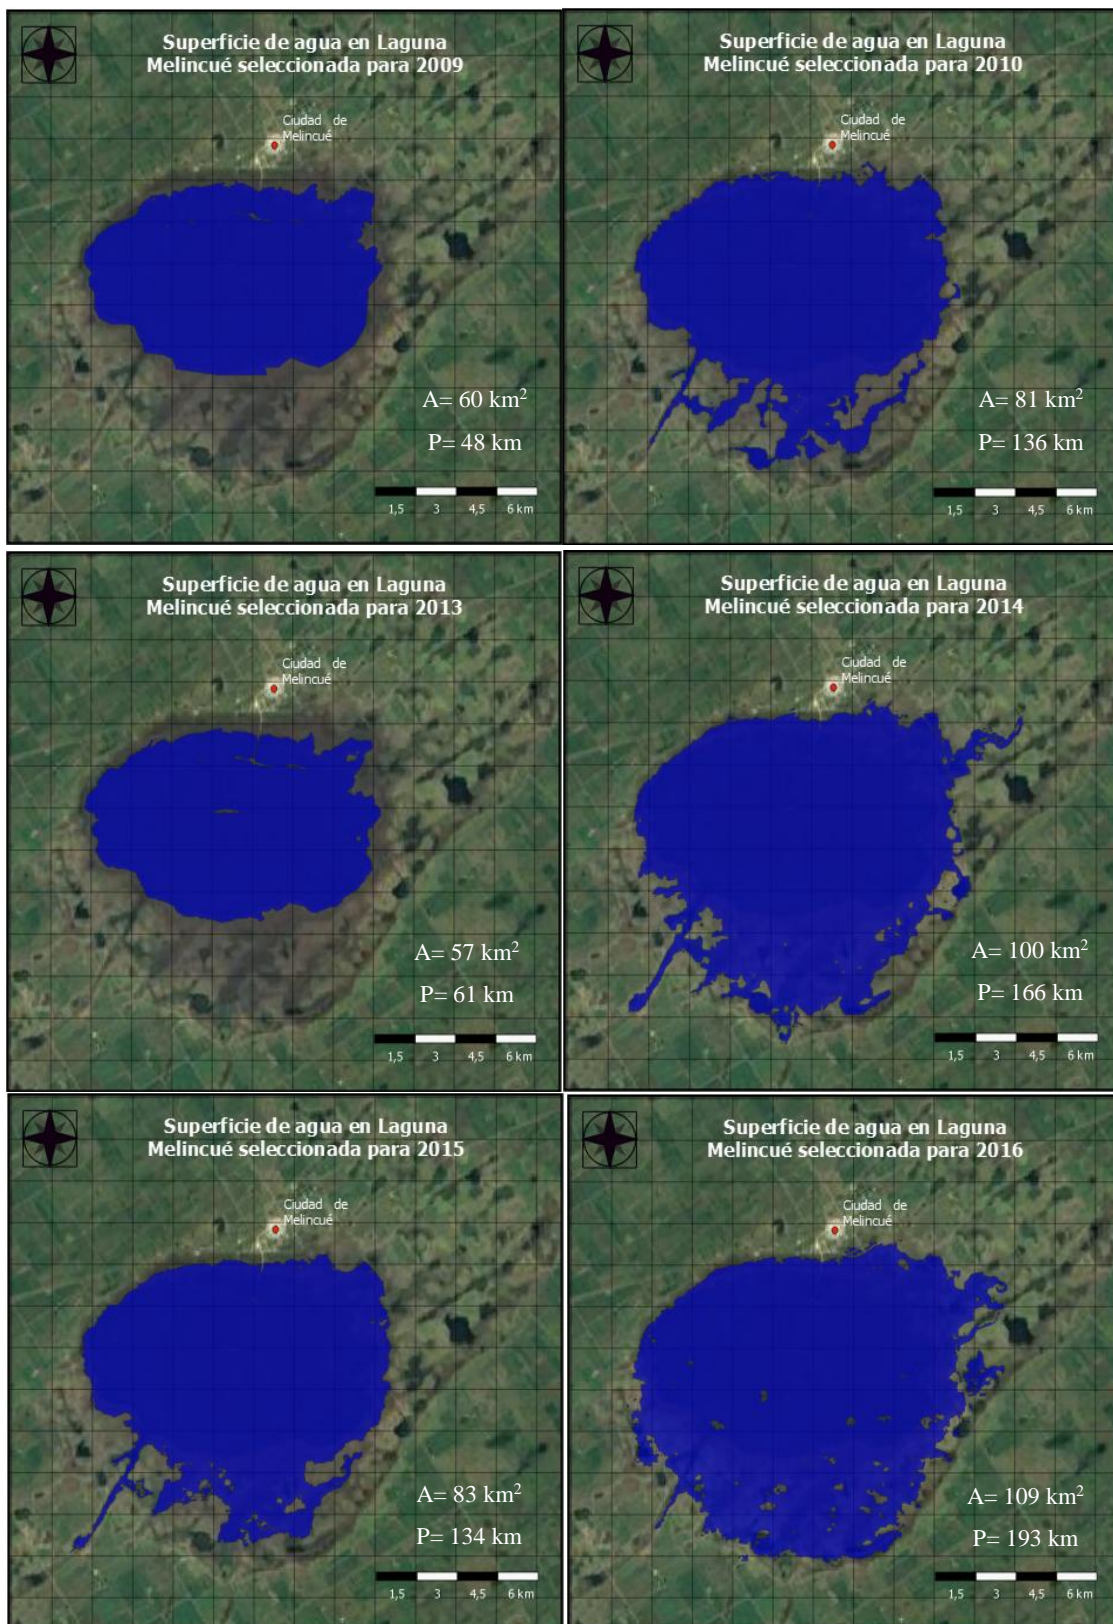 Superficie de agua en Laguna
Melincué seleccionada para 2009
Ciudad de
Melincué
A= 60 km²
P= 48 km
1,5 3 4,5 6 km
Superficie de agua en Laguna
Melincué seleccionada para 2010
Ciudad de
Melincué
A= 81 km²
P= 136 km
1,5 3 4,5 6 km
Superficie de agua en Laguna
Melincué seleccionada para 2013
Ciudad de
Melincué
A= 57 km²
P= 61 km
1,5 3 4,5 6 km
Superficie de agua en Laguna
Melincué seleccionada para 2014
Ciudad de
Melincué
A= 100 km²
P= 166 km
1,5 3 4,5 6 km
Superficie de agua en Laguna
Melincué seleccionada para 2015
Ciudad de
Melincué
A= 83 km²
P= 134 km
1,5 3 4,5 6 km
Superficie de agua en Laguna
Melincué seleccionada para 2016
Ciudad de
Melincué
A= 109 km²
P= 193 km
1,5 3 4,5 6 km